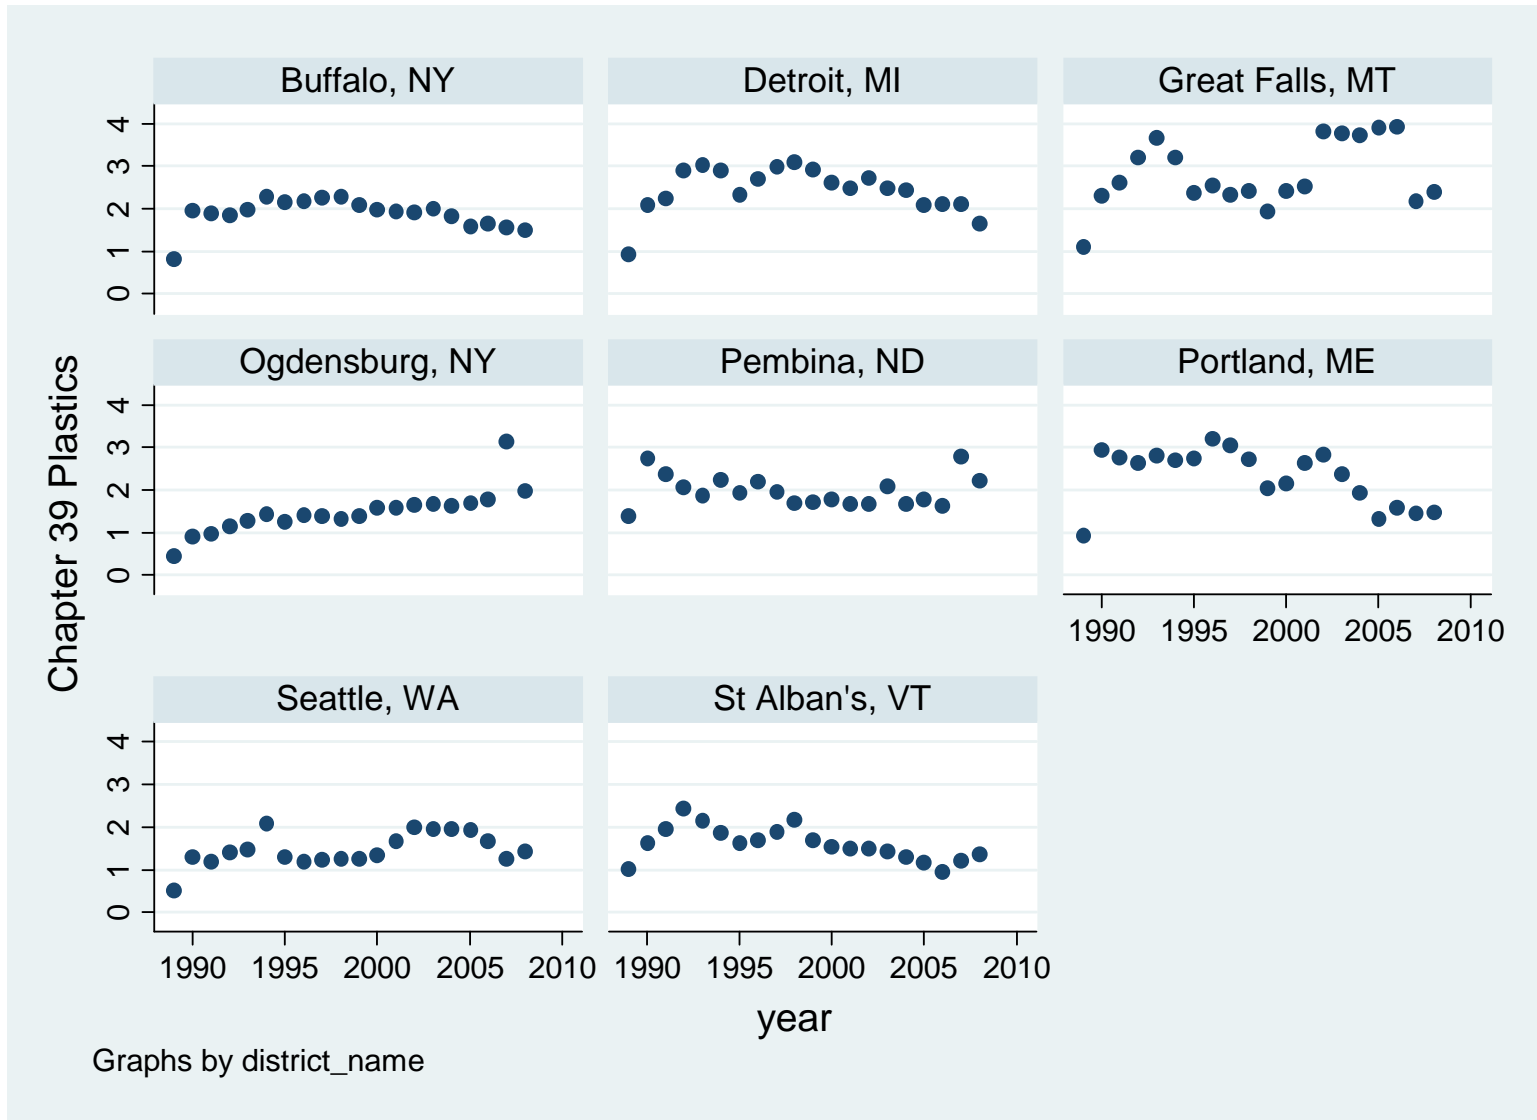 Buffalo, NY
Detroit, MI
Great Falls, MT
4
3
2
1
0
Ogdensburg, NY
Pembina, ND
Portland, ME
4
3
2
1
0
1990 1995 2000 2005 2010
Seattle, WA
St Alban's, VT
4
3
2
1
0
1990 1995 2000 2005 2010
1990 1995 2000 2005 2010
Chapter 39 Plastics
year
Graphs by district_name